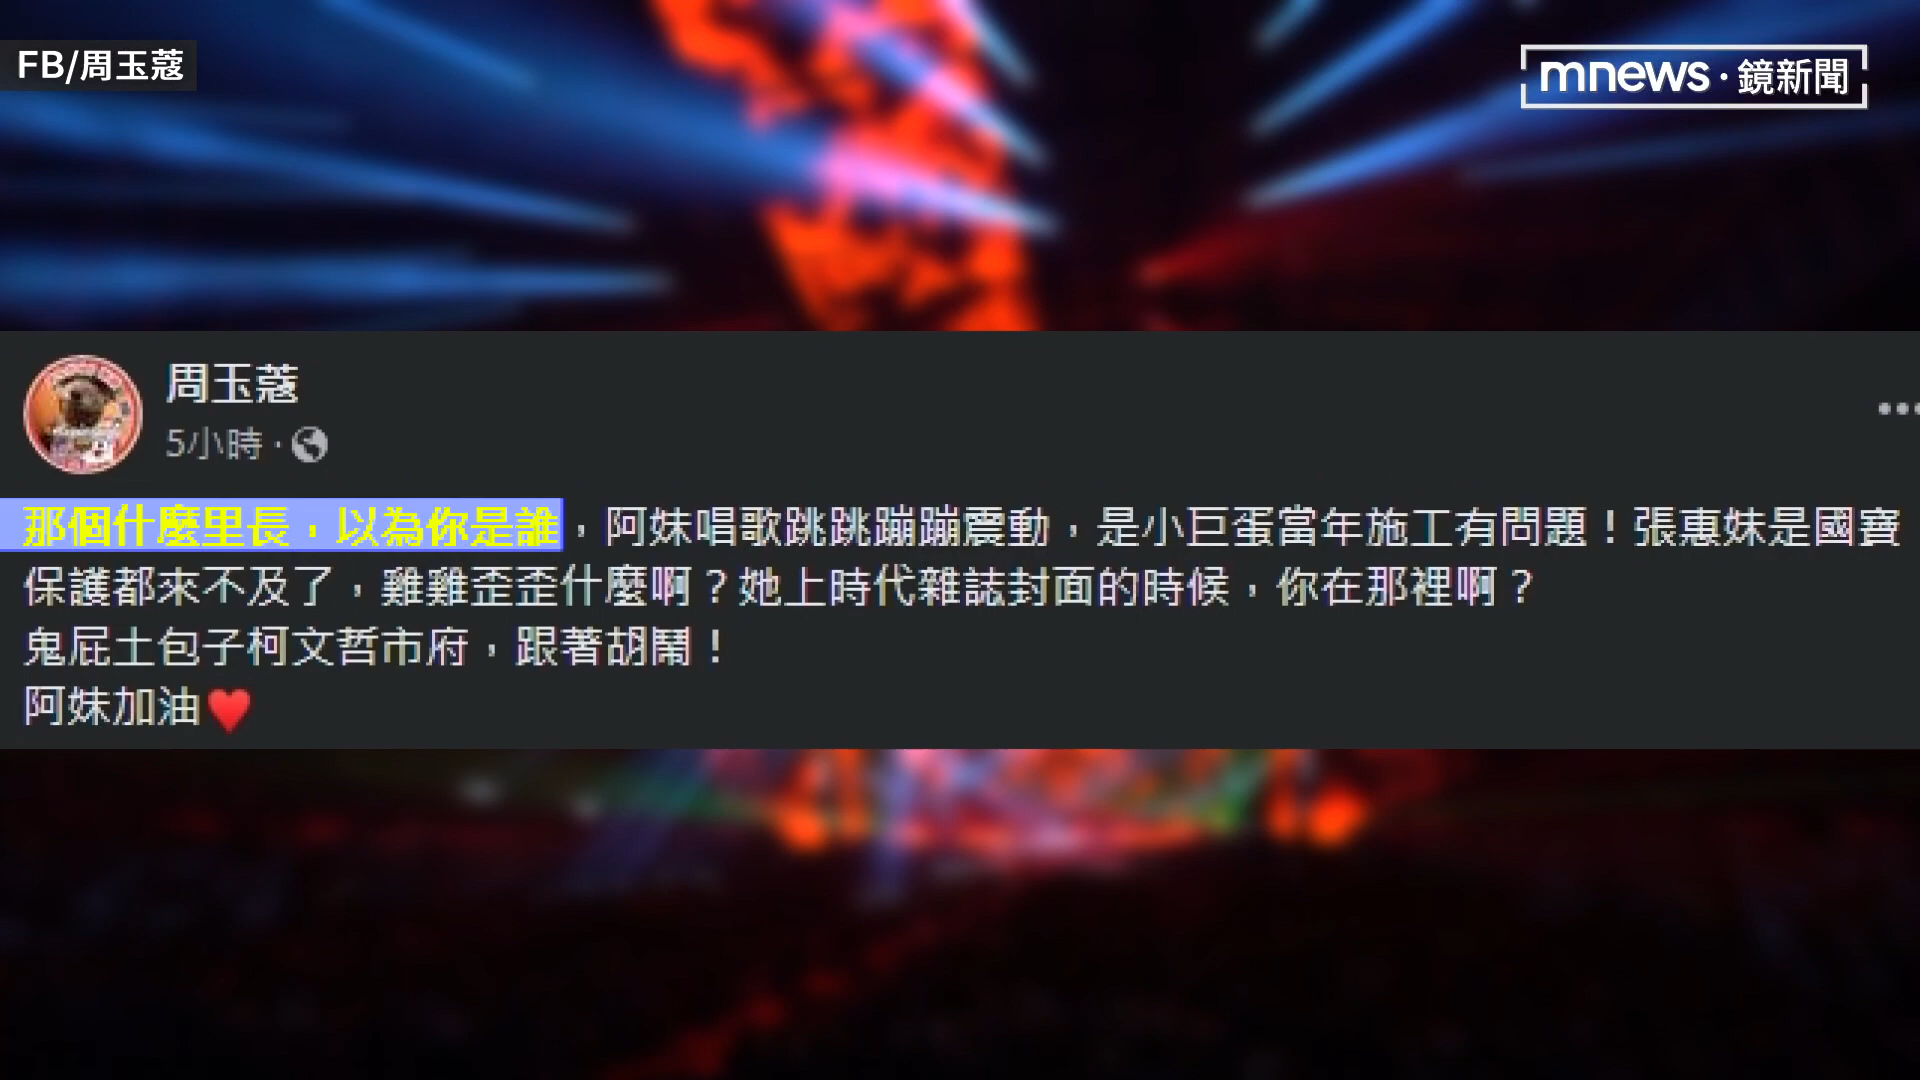 FB/周玉蔻
mnews·鏡新聞
周玉蔻
5小時·
那個什麼里長，以為你是誰，阿妹唱歌跳跳蹦蹦震動，是小巨蛋當年施工有問題！張惠妹是國寶
保護都來不及了，雞雞歪歪什麼啊？她上時代雜誌封面的時候，你在那裡啊？
鬼屁土包子柯文哲市府，跟著胡鬧！
阿妹加油♥